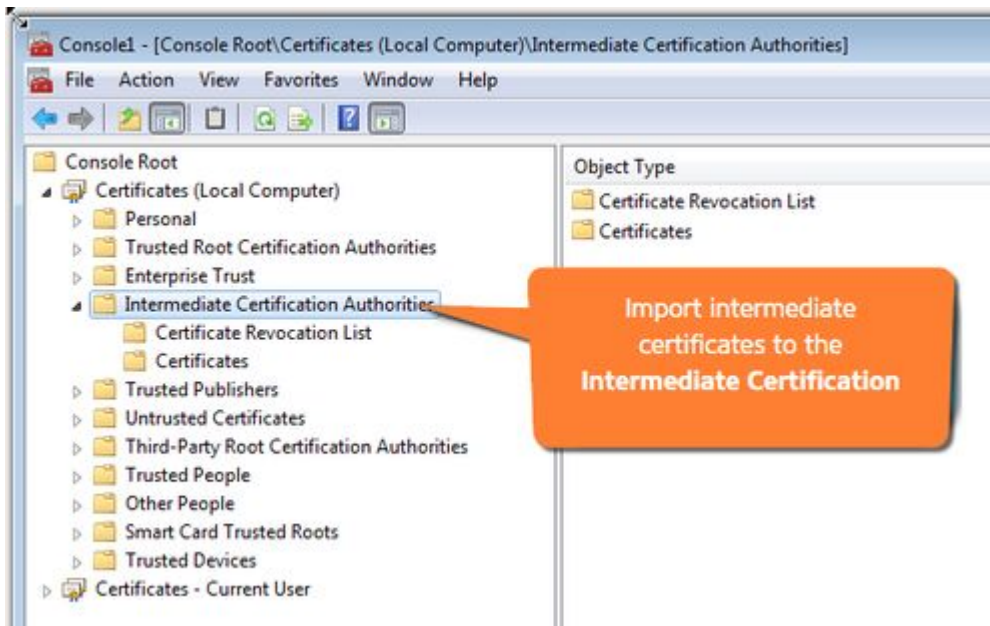 Console1 - [Console Root\Certificates (Local Computer)\Intermediate Certification Authorities]
File Action View Favorites Window Help
Console Root
Certificates (Local Computer)
Personal
Trusted Root Certification Authorities
Enterprise Trust
Intermediate Certification Authorities
Certificate Revocation List
Certificates
Trusted Publishers
Untrusted Certificates
Third-Party Root Certification Authorities
Trusted People
Other People
Smart Card Trusted Roots
Trusted Devices
Certificates - Current User
Object Type
Certificate Revocation List
Certificates
Import intermediate
certificates to the
Intermediate Certification